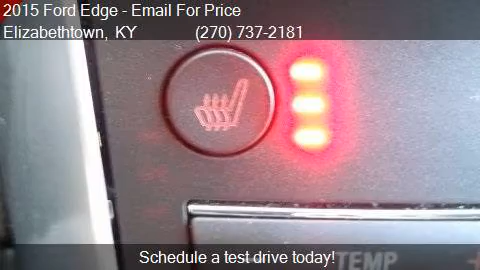 2015 Ford Edge - Email For Price
Elizabethtown, KY (270) 737-2181
TEMP
Schedule a test drive today!